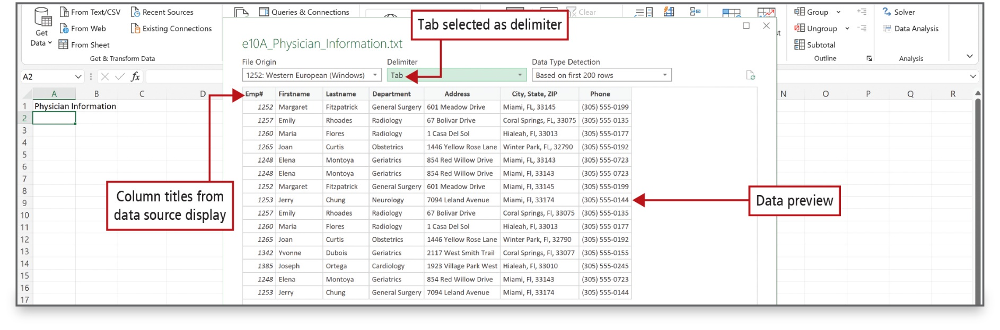 From Text/CSV
Recent Sources
Queries & Connections
Clear
Group
Solver
Get
Data
From Web
Existing Connections
Ungroup
Data Analysis
From Sheet
Subtotal
Get & Transform Data
Outline
Analysis
Tab selected as delimiter
e10A_Physician_Information.txt
File Origin Delimiter Data Type Detection
1252: Western European (Windows) Tab Based on first 200 rows
A2 fx
A B C D N O P Q R
1 Physician Information
2
3
4
5
6
7
8
9
10
11
12
13
14
15
16
17
Emp# Firstname Lastname Department Address City, State, ZIP Phone
1252 Margaret Fitzpatrick General Surgery 601 Meadow Drive Miami, FL, 33145 (305) 555-0199
1257 Emily Rhoades Radiology 67 Bolivar Drive Coral Springs, FL, 33075 (305) 555-0135
1260 Maria Flores Radiology 1 Casa Del Sol Hialeah, Fl, 33013 (305) 555-0177
1265 Joan Curtis Obstetrics 1446 Yellow Rose Lane Winter Park, FL, 32790 (305) 555-0192
1248 Elena Montoya Geriatrics 854 Red Willow Drive Miami, FL, 33143 (305) 555-0723
1248 Elena Montoya Geriatrics 854 Red Willow Drive Miami, Fl, 33143 (305) 555-0723
1252 Margaret Fitzpatrick General Surgery 601 Meadow Drive Miami, Fl, 33145 (305) 555-0199
1253 Jerry Chung Neurology 7094 Leland Avenue Miami, Fl, 33174 (305) 555-0144
1257 Emily Rhoades Radiology 67 Bolivar Drive Coral Springs, Fl, 33075 (305) 555-0135
1260 Maria Flores Radiology 1 Casa Del Sol Hialeah, Fl, 33013 (305) 555-0177
1265 Joan Curtis Obstetrics 1446 Yellow Rose Lane Winter Park, Fl, 32790 (305) 555-0192
1342 Yvonne Dubois Geriatrics 2117 West Smith Trail Coral Springs, Fl, 33077 (305) 555-0155
1385 Joseph Ortega Cardiology 1923 Village Park West Hialeah, Fl, 33010 (305) 555-0245
1248 Elena Montoya Geriatrics 854 Red Willow Drive Miami, Fl, 33143 (305) 555-0723
1253 Jerry Chung General Surgery 7094 Leland Avenue Miami, Fl, 33174 (305) 555-0144
Column titles from
data source display
Data preview